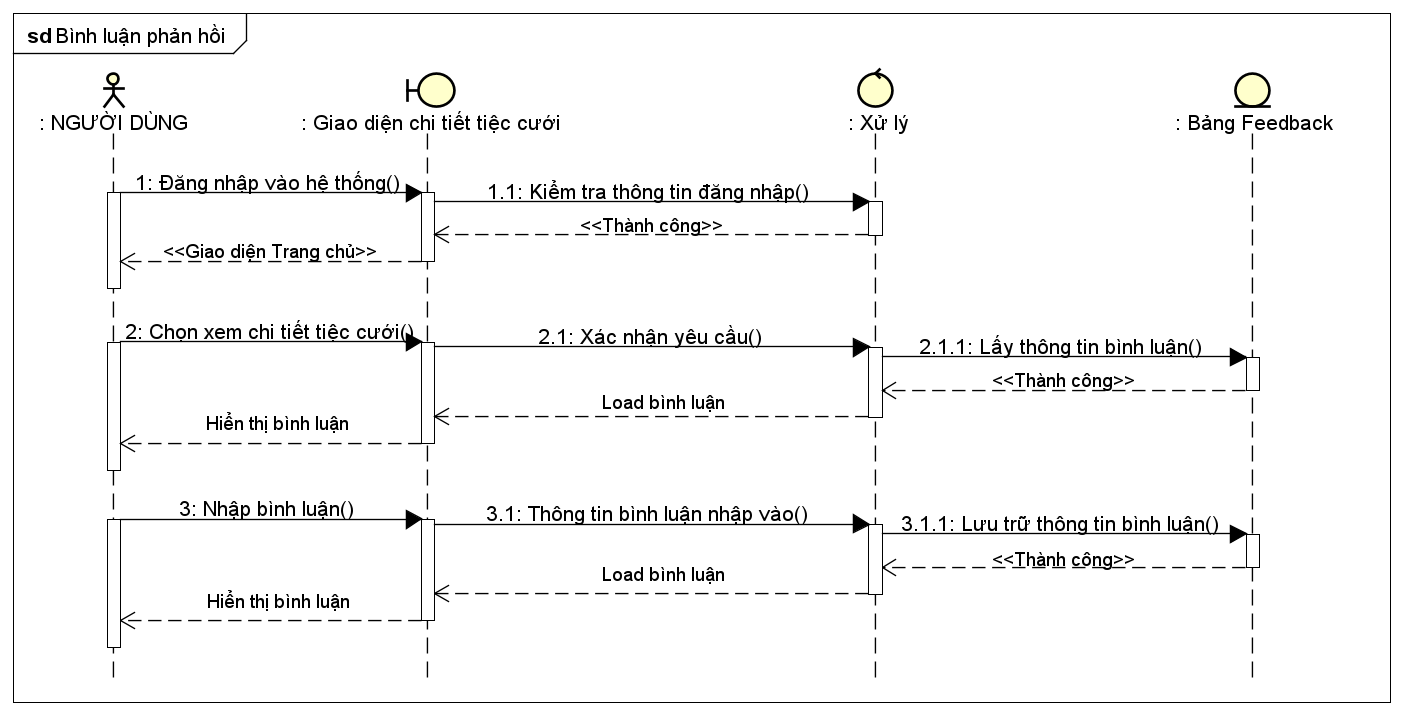 sd Bình luận phản hồi
: NGƯỜI DÙNG
: Giao diện chi tiết tiệc cưới
: Xử lý
: Bảng Feedback
1: Đăng nhập vào hệ thống()
1.1: Kiểm tra thông tin đăng nhập()
<<Thành công>>
<<Giao diện Trang chủ>>
2: Chọn xem chi tiết tiệc cưới()
2.1: Xác nhận yêu cầu()
2.1.1: Lấy thông tin bình luận()
<<Thành công>>
Load bình luận
Hiển thị bình luận
3: Nhập bình luận()
3.1: Thông tin bình luận nhập vào()
3.1.1: Lưu trữ thông tin bình luận()
<<Thành công>>
Load bình luận
Hiển thị bình luận